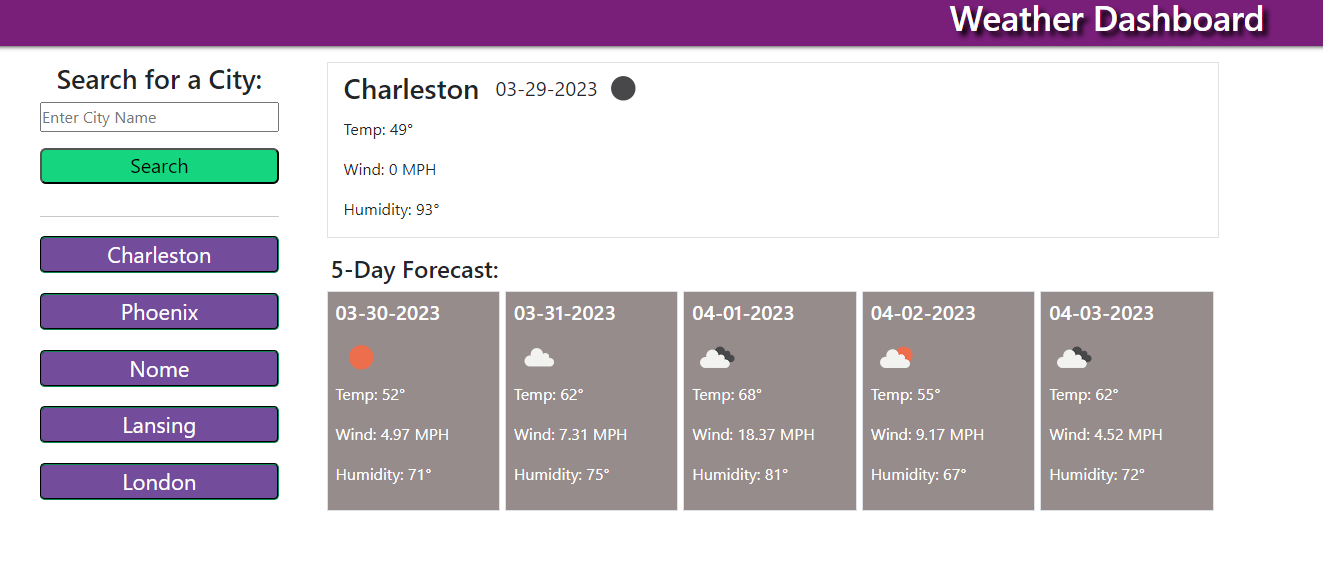 Weather Dashboard
Search for a City:
Enter City Name
Search
Charleston
Phoenix
Nome
Lansing
London
Charleston 03-29-2023
Temp: 49°
Wind: 0 MPH
Humidity: 93°
5-Day Forecast:
03-30-2023
Temp: 52°
Wind: 4.97 MPH
Humidity: 71°
03-31-2023
Temp: 62°
Wind: 7.31 MPH
Humidity: 75°
04-01-2023
Temp: 68°
Wind: 18.37 MPH
Humidity: 81°
04-02-2023
Temp: 55°
Wind: 9.17 MPH
Humidity: 67°
04-03-2023
Temp: 62°
Wind: 4.52 MPH
Humidity: 72°